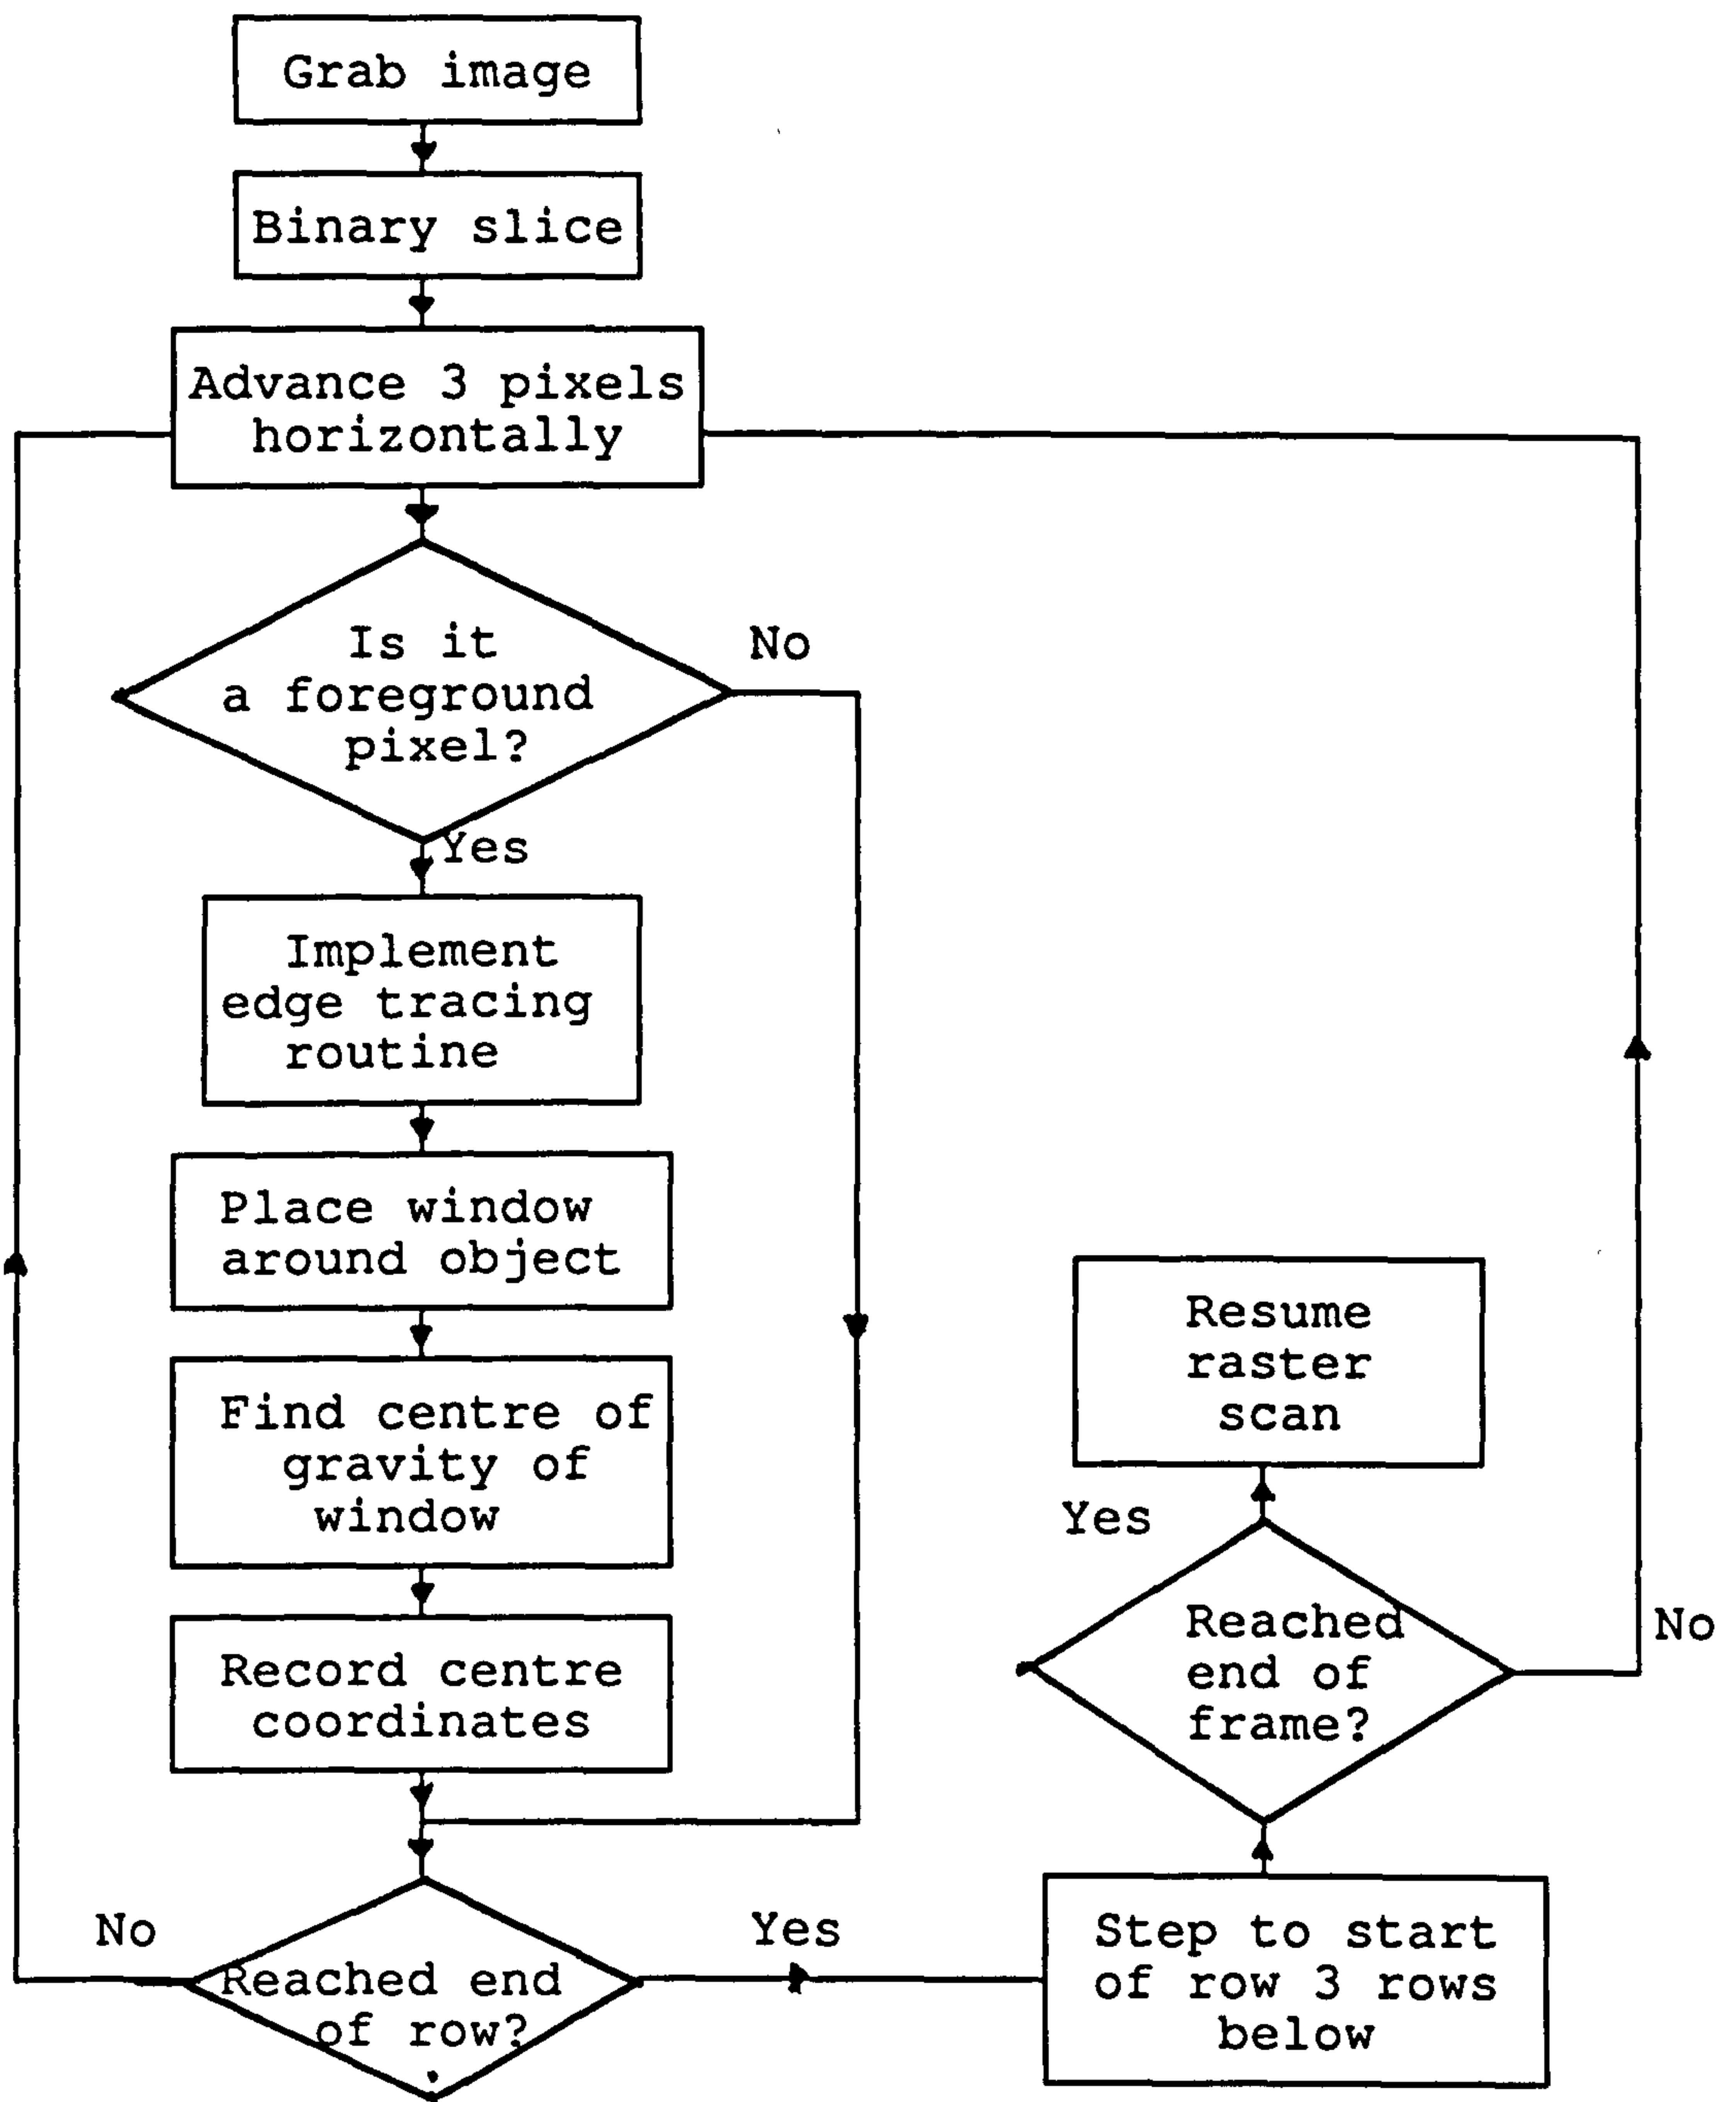 Grab image
Binary slice
Advance 3 pixels
horizontally
Is it
a foreground
pixel?
No
Yes
Implement
edge tracing
routine
Place window
around object
Find centre of
gravity of
window
Record centre
coordinates
No
Reached end
of row?
Yes
Step to start
of row 3 rows
below
Reached
end of
frame?
No
Yes
Resume
raster
scan